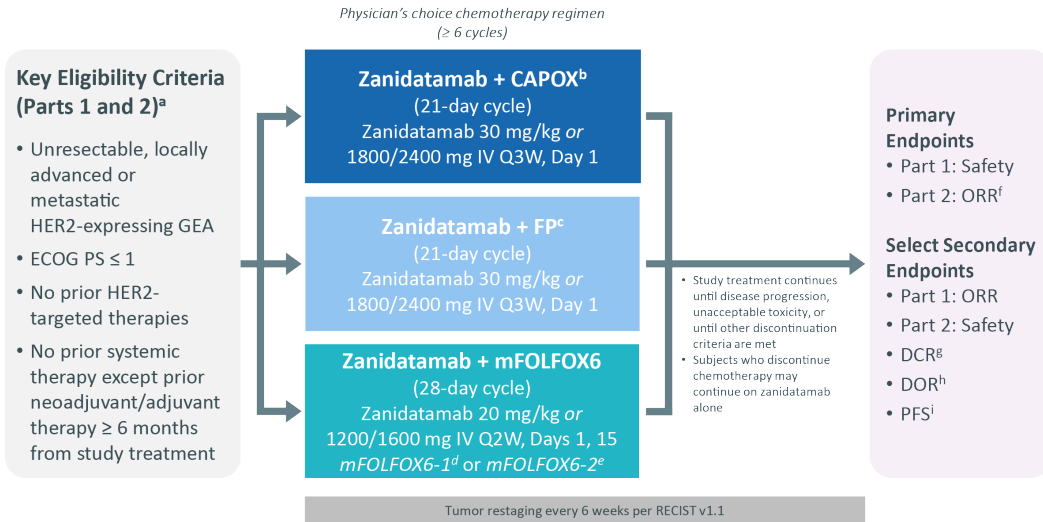 Physician's choice chemotherapy regimen
(≥ 6 cycles)
Key Eligibility Criteria
(Parts 1 and 2)ᵃ
• Unresectable, locally
advanced or
metastatic
HER2-expressing GEA
• ECOG PS ≤ 1
• No prior HER2-
targeted therapies
• No prior systemic
therapy except prior
neoadjuvant/adjuvant
therapy ≥ 6 months
from study treatment
Zanidatamab + CAPOXᵇ
(21-day cycle)
Zanidatamab 30 mg/kg or
1800/2400 mg IV Q3W, Day 1
Zanidatamab + FPᶜ
(21-day cycle)
Zanidatamab 30 mg/kg or
1800/2400 mg IV Q3W, Day 1
Zanidatamab + mFOLFOX6
(28-day cycle)
Zanidatamab 20 mg/kg or
1200/1600 mg IV Q2W, Days 1, 15
mFOLFOX6-1ᵈ or mFOLFOX6-2ᵉ
• Study treatment continues
until disease progression,
unacceptable toxicity, or
until other discontinuation
criteria are met
• Subjects who discontinue
chemotherapy may
continue on zanidatamab
alone
Primary
Endpoints
• Part 1: Safety
• Part 2: ORRᶠ
Select Secondary
Endpoints
• Part 1: ORR
• Part 2: Safety
• DCRᵍ
• DORʰ
• PFSⁱ
Tumor restaging every 6 weeks per RECIST v1.1